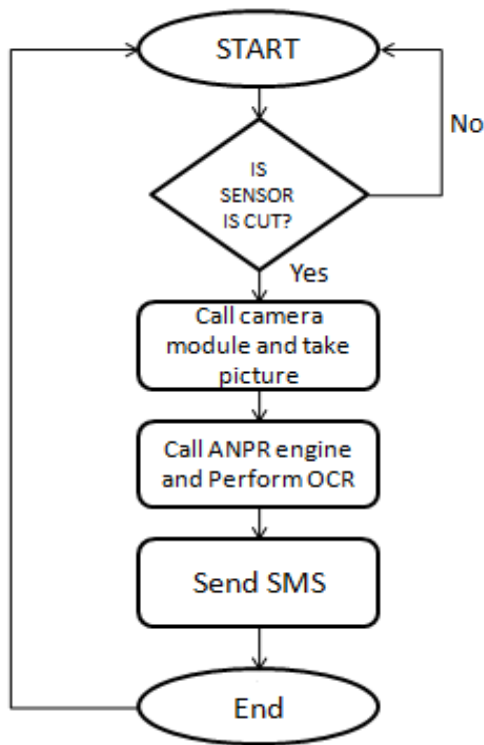 START
No
IS
SENSOR
IS CUT?
Yes
Call camera
module and take
picture
Call ANPR engine
and Perform OCR
Send SMS
End